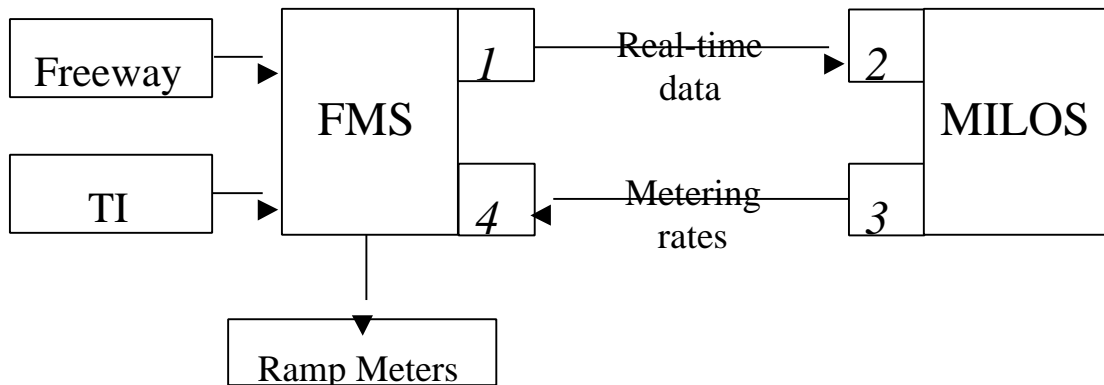 Freeway
TI
FMS
1
4
Real-time
data
Metering
rates
2
3
MILOS
Ramp Meters